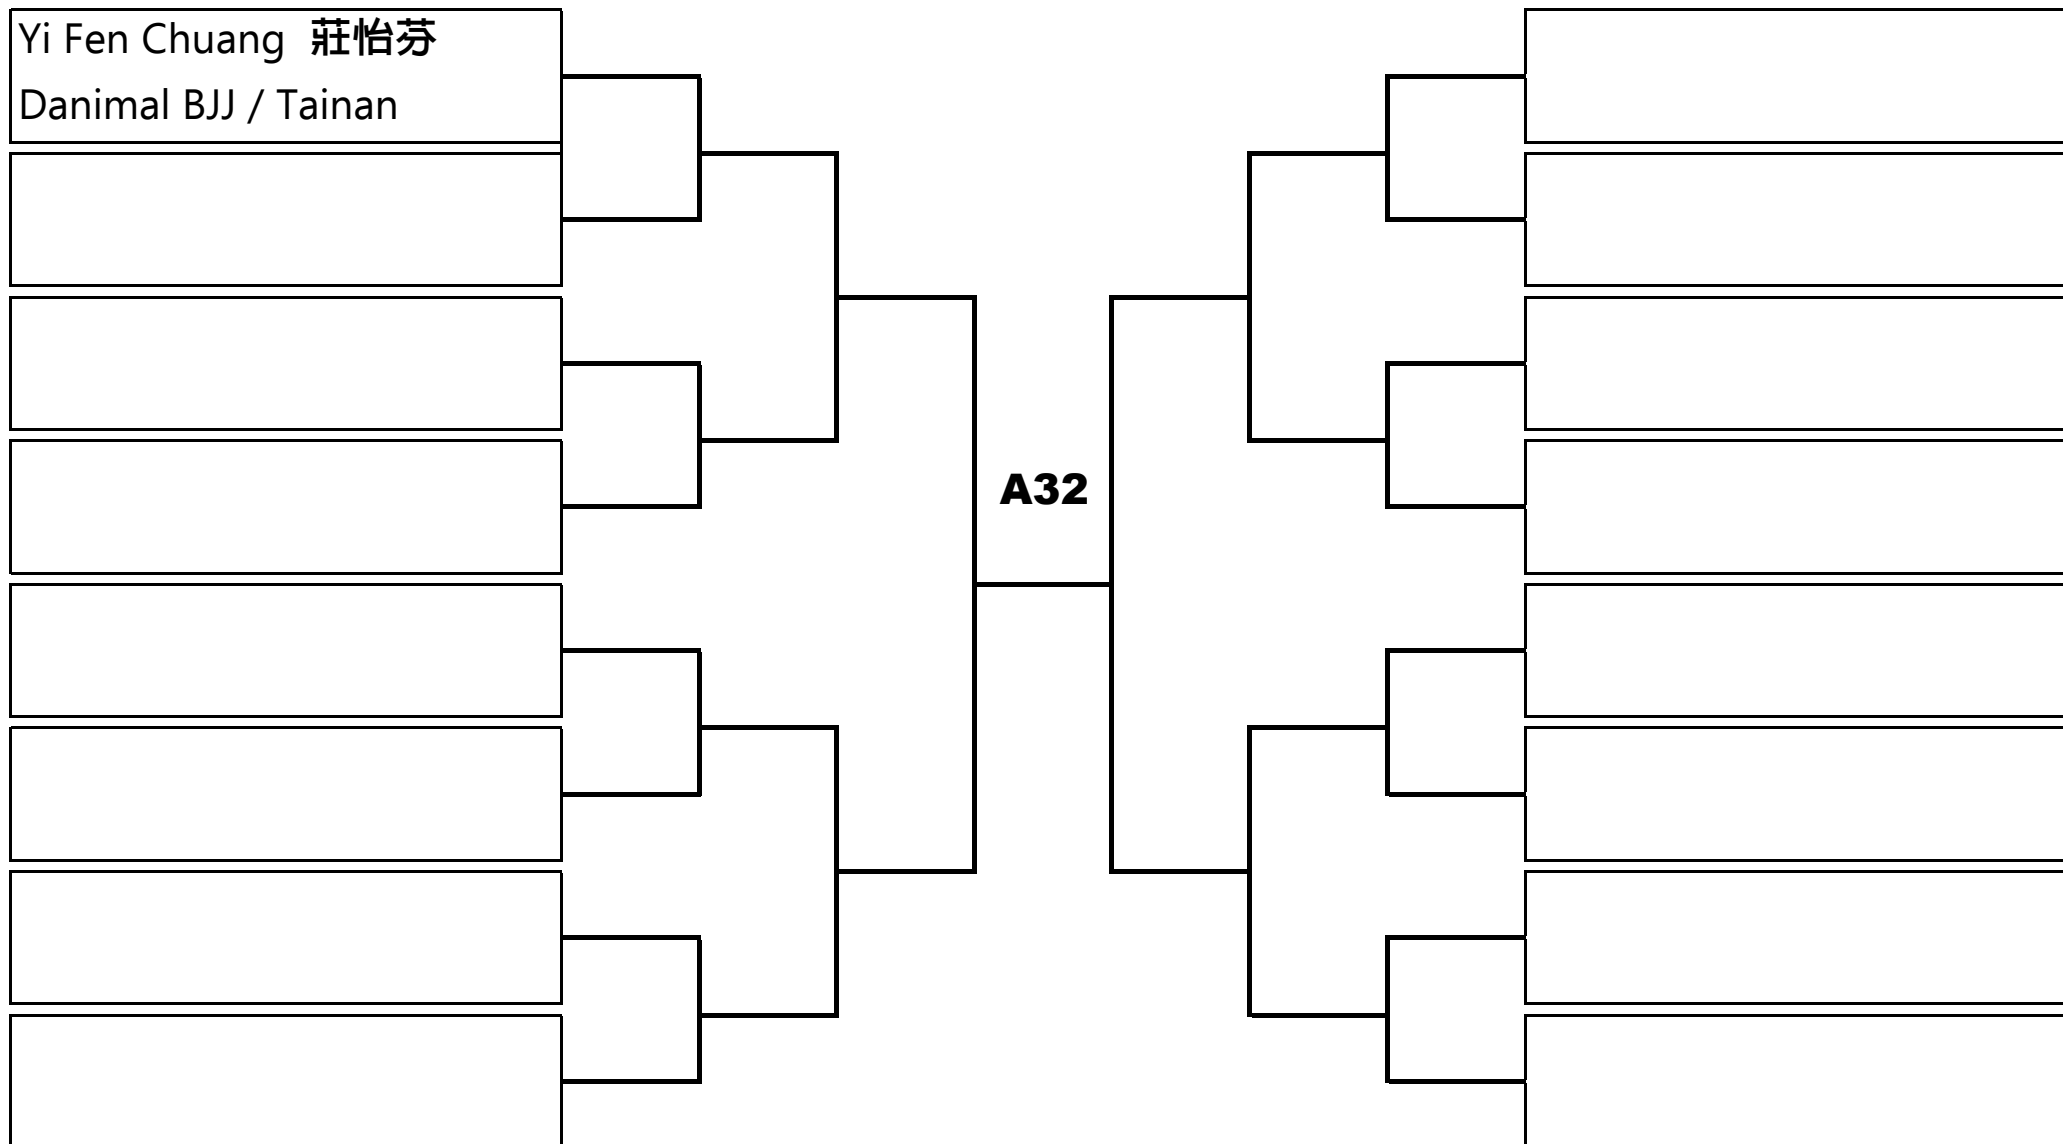 Yi Fen Chuang 莊怡芬
Danimal BJJ / Tainan
A32